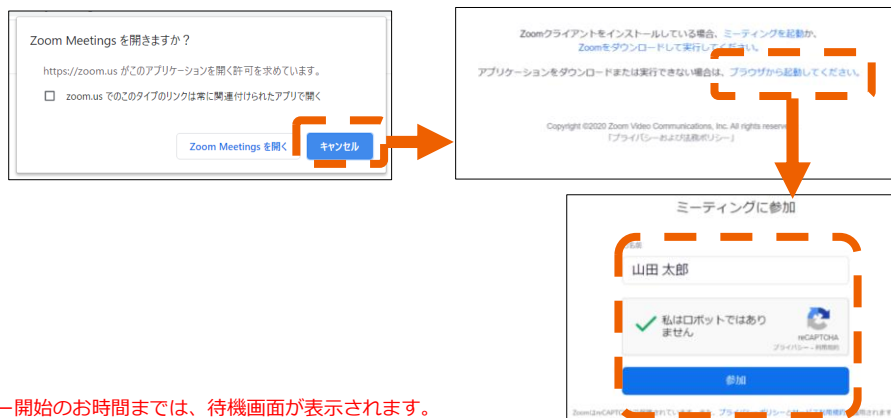 Zoom Meetings を開きますか？
https://zoom.us がこのアプリケーションを開く許可を求めています。
zoom.us でのこのタイプのリンクは常に関連付けられたアプリで開く
Zoom Meetings を開く
キャンセル
Zoomクライアントをインストールしている場合、ミーティングを起動か、
Zoomをダウンロードして実行してください。
アプリケーションをダウンロードまたは実行できない場合は、ブラウザから起動してください。
Copyright ©2020 Zoom Video Communications, Inc. All rights reserve
「プライバシーおよび法務ポリシー」
ミーティングに参加
山田 太郎
私はロボットではあり
ません
reCAPTCHA
プライバシー - 利用規約
参加
ー開始のお時間までは、待機画面が表示されます。